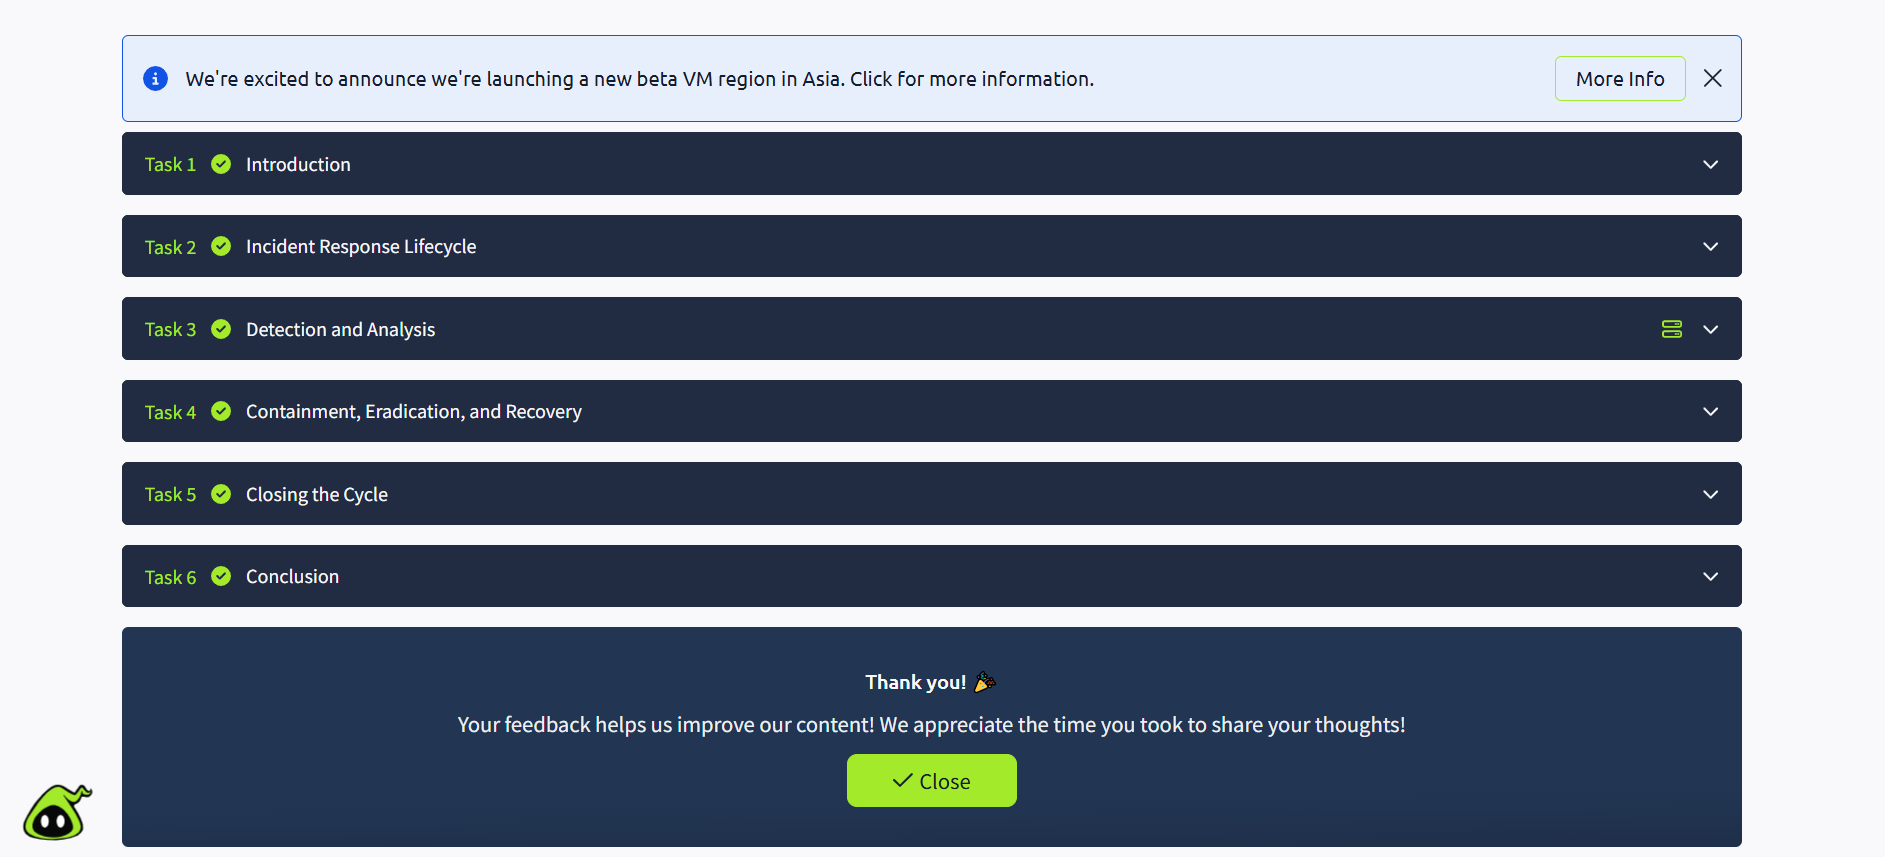 We're excited to announce we're launching a new beta VM region in Asia. Click for more information.
More Info
Task 1 Introduction
Task 2 Incident Response Lifecycle
Task 3 Detection and Analysis
Task 4 Containment, Eradication, and Recovery
Task 5 Closing the Cycle
Task 6 Conclusion
Thank you! 🎉
Your feedback helps us improve our content! We appreciate the time you took to share your thoughts!
Close